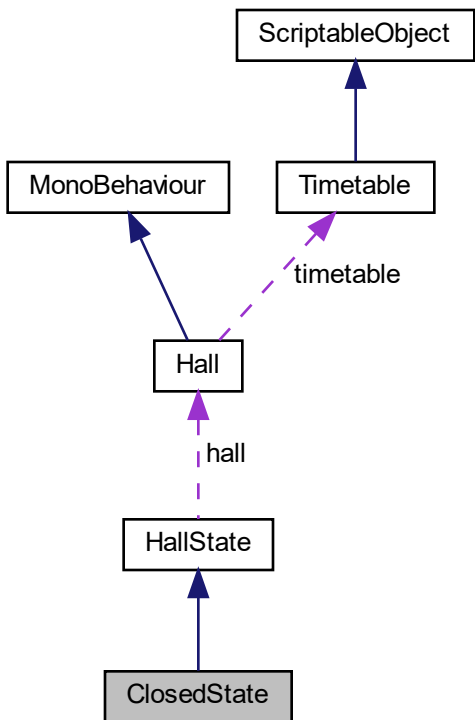 ScriptableObject
MonoBehaviour
Timetable
timetable
Hall
hall
HallState
ClosedState